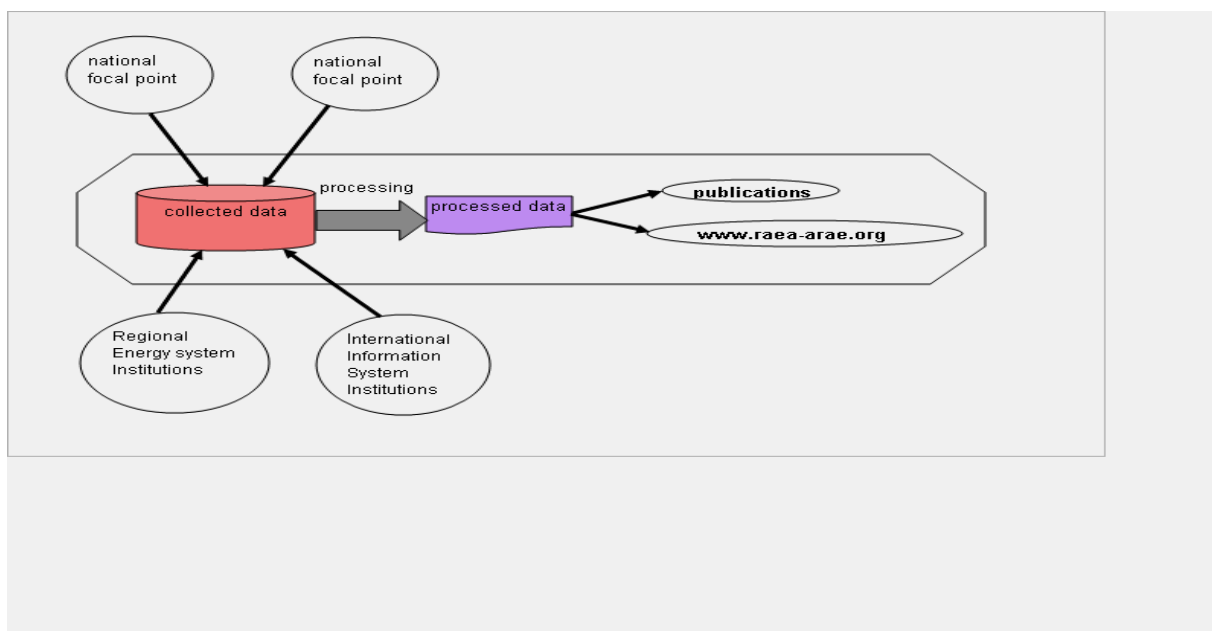 national
focal point
national
focal point
processing
collected data
processed data
publications
www.raea-arae.org
Regional
Energy system
Institutions
International
Information
System
Institutions